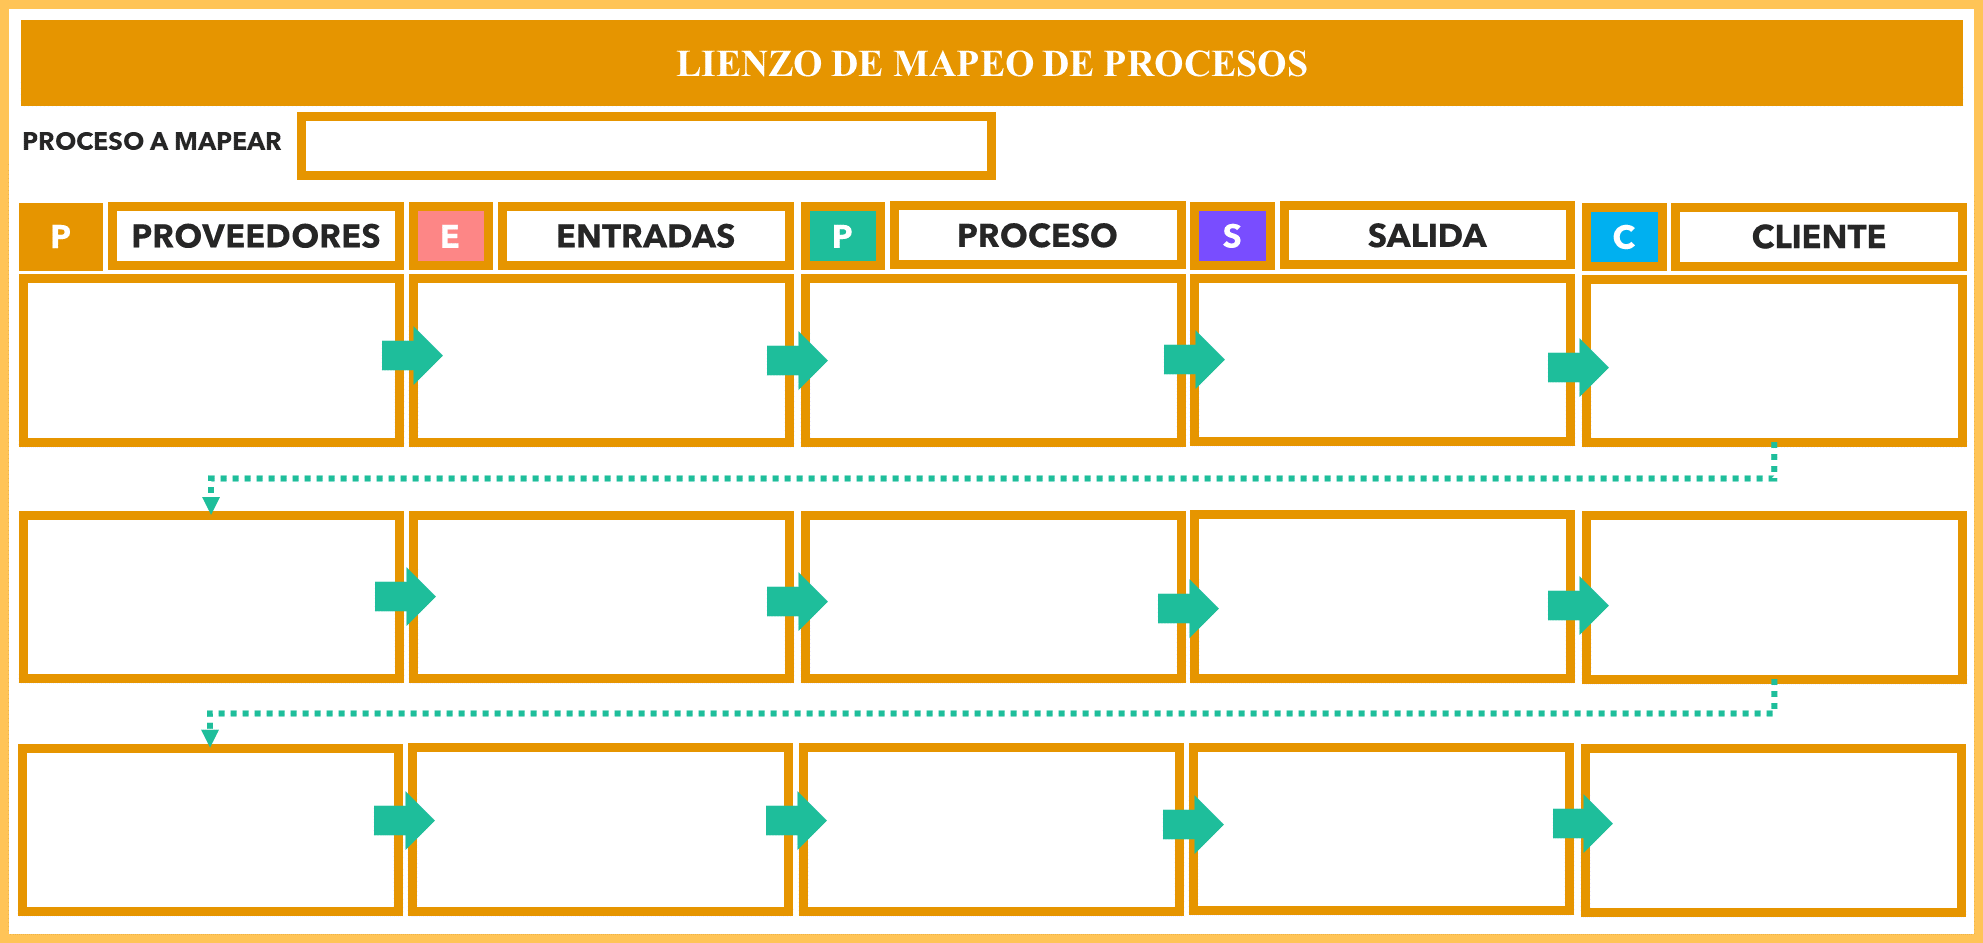 LIENZO DE MAPEO DE PROCESOS
PROCESO A MAPEAR
P PROVEEDORES E ENTRADAS P PROCESO S SALIDA C CLIENTE